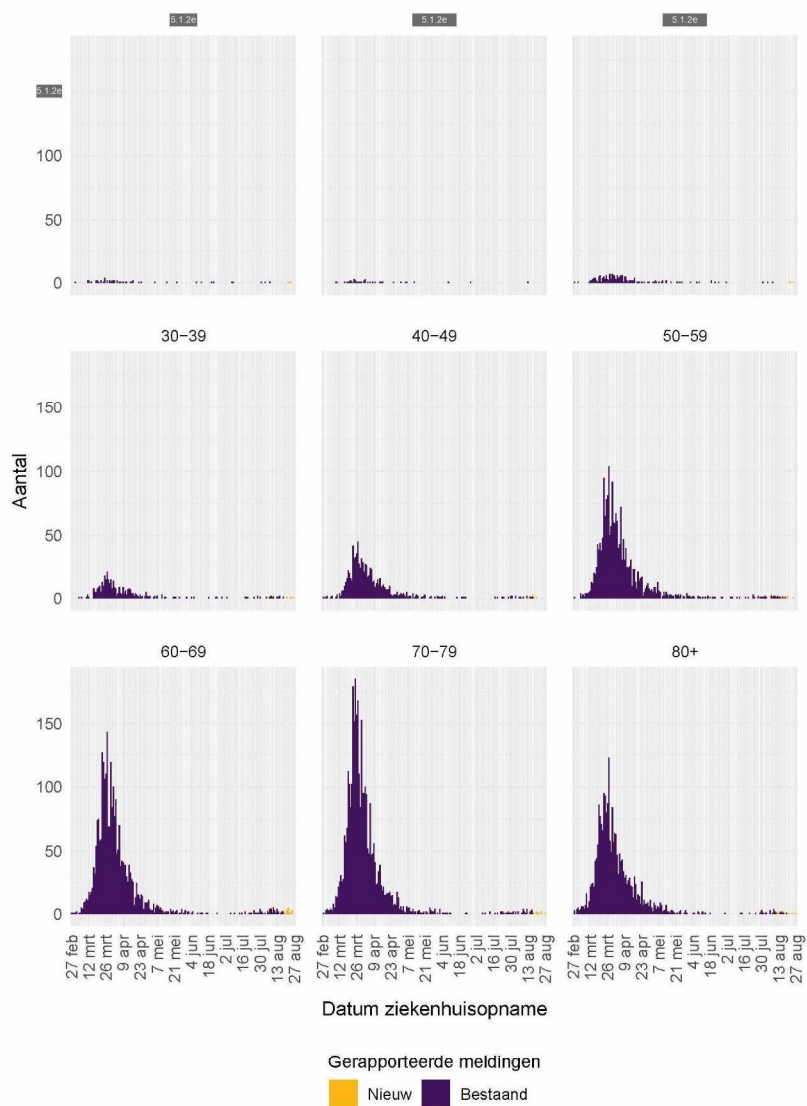 5.1.2e 5.1.2e 5.1.2e
5.1.2e
100
50
0
30−39 40−49 50−59
150
100
50
0
Aantal
60−69 70−79 80+
150
100
50
0
27 feb 12 mrt 26 mrt 9 apr 23 apr 7 mei 21 mei 4 jun 18 jun 2 jul 16 jul 30 jul 13 aug 27 aug 27 feb 12 mrt 26 mrt 9 apr 23 apr 7 mei 21 mei 4 jun 18 jun 2 jul 16 jul 30 jul 13 aug 27 aug 27 feb 12 mrt 26 mrt 9 apr 23 apr 7 mei 21 mei 4 jun 18 jun 2 jul 16 jul 30 jul 13 aug 27 aug
Datum ziekenhuisopname
Gerapporteerde meldingen
Nieuw Bestaand